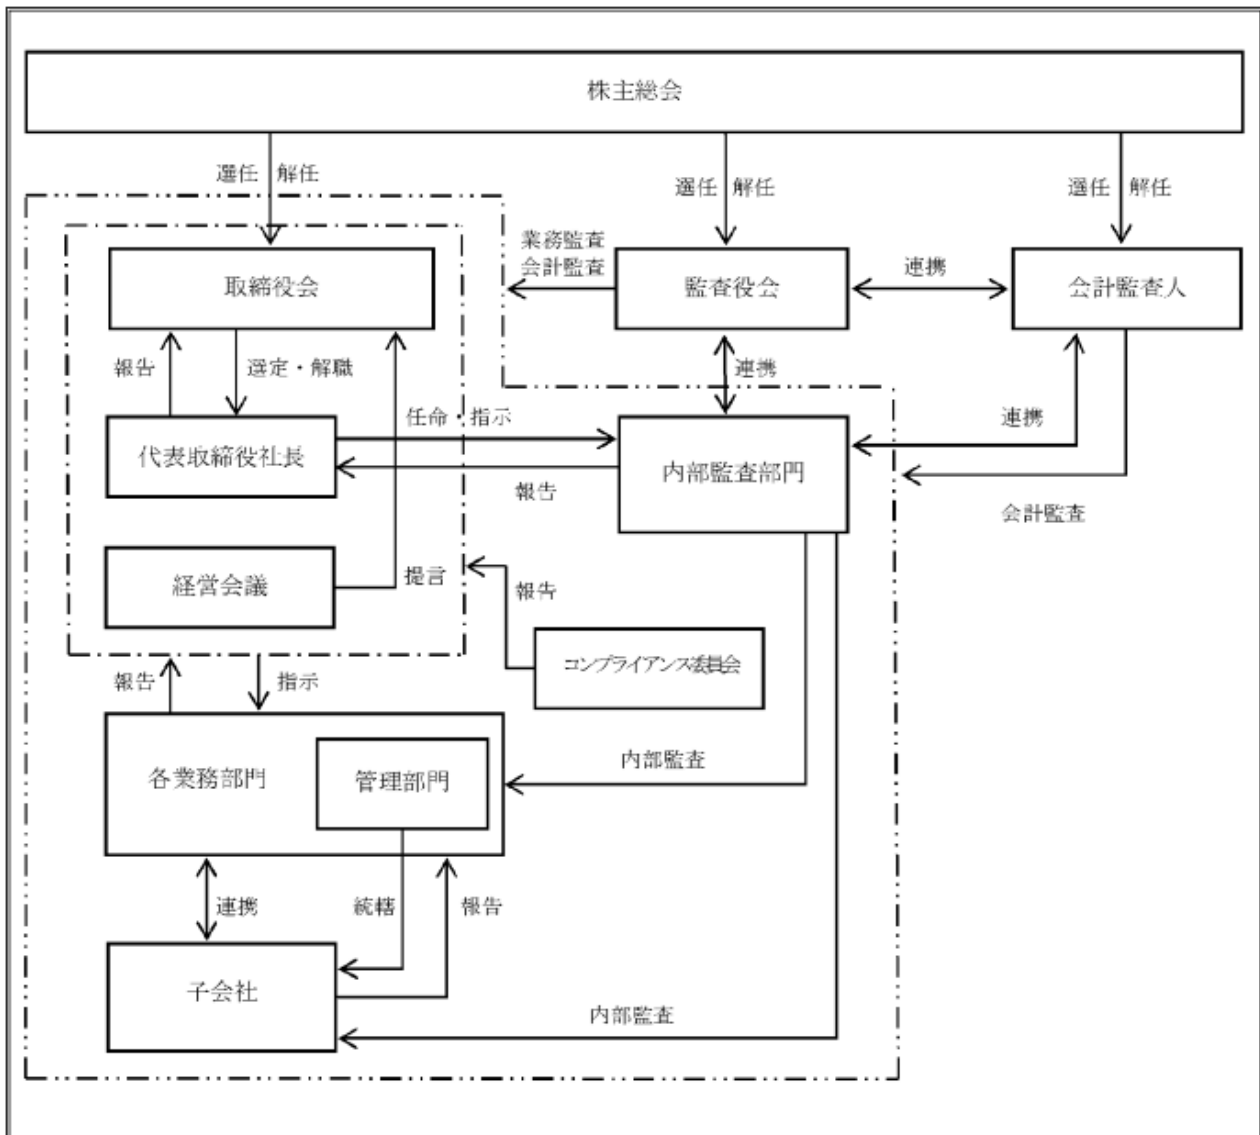 株主総会
選任 解任
選任 解任
選任 解任
業務監査
会計監査
取締役会
監査役会
連携
会計監査人
報告
選定・解職
連携
任命・指示
連携
代表取締役社長
内部監査部門
報告
会計監査
経営会議
提言
報告
コンプライアンス委員会
報告
指示
内部監査
各業務部門
管理部門
連携
統轄
報告
子会社
内部監査